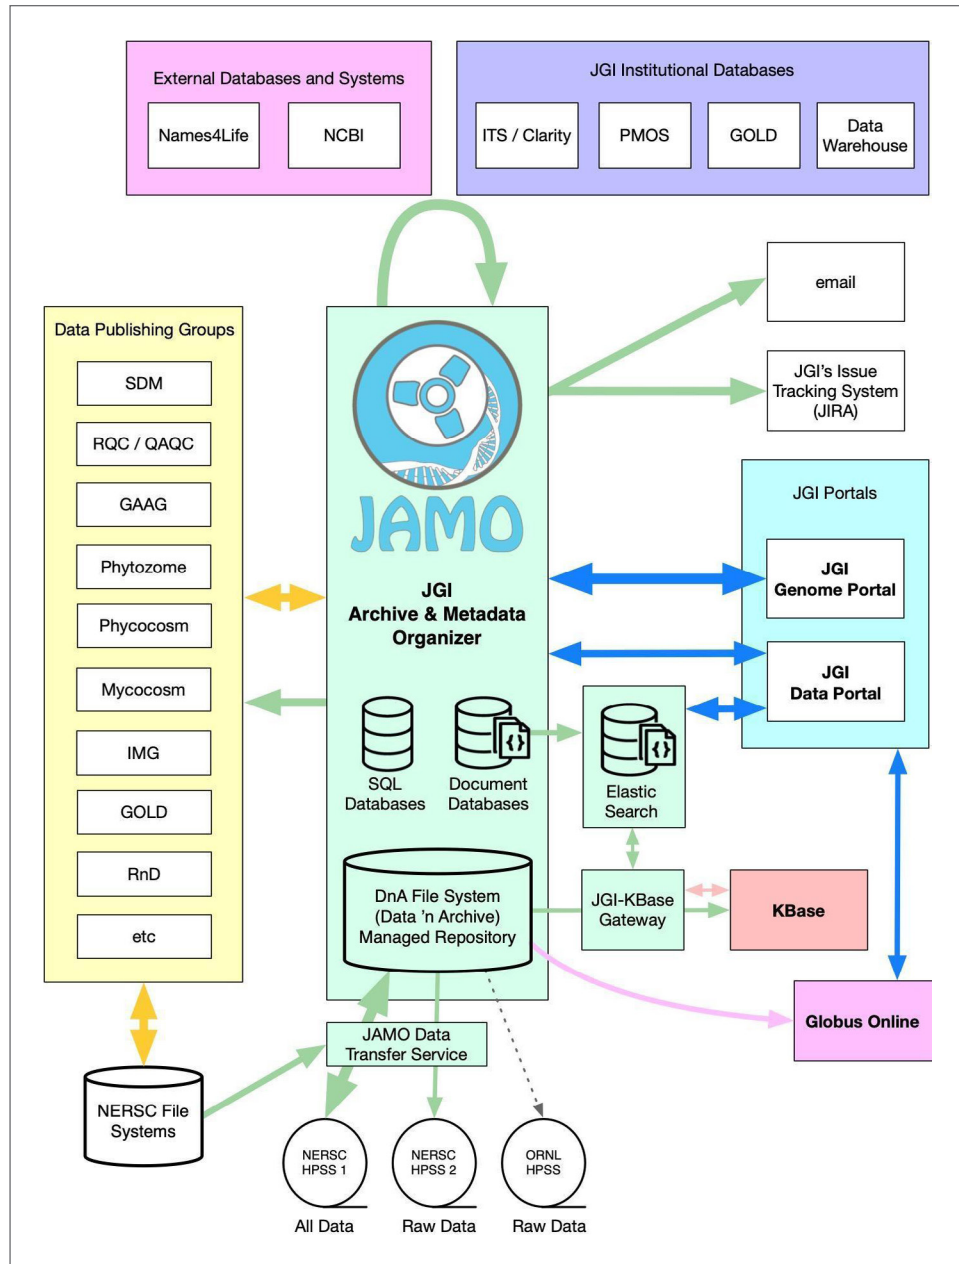 External Databases and Systems
Names4Life
NCBI
JGI Institutional Databases
ITS / Clarity
PMOS
GOLD
Data
Warehouse
email
JGI's Issue
Tracking System
(JIRA)
Data Publishing Groups
SDM
RQC / QAQC
GAAG
Phytozome
Phycocosm
Mycocosm
IMG
GOLD
RnD
etc
JAMO
JGI
Archive & Metadata
Organizer
SQL
Databases
Document
Databases
{}
JGI Portals
JGI
Genome Portal
JGI
Data Portal
{}
Elastic
Search
DnA File System
(Data 'n Archive)
Managed Repository
JGI-KBase
Gateway
KBase
Globus Online
JAMO Data
Transfer Service
NERSC File
Systems
NERSC
HPSS 1
All Data
NERSC
HPSS 2
Raw Data
ORNL
HPSS
Raw Data